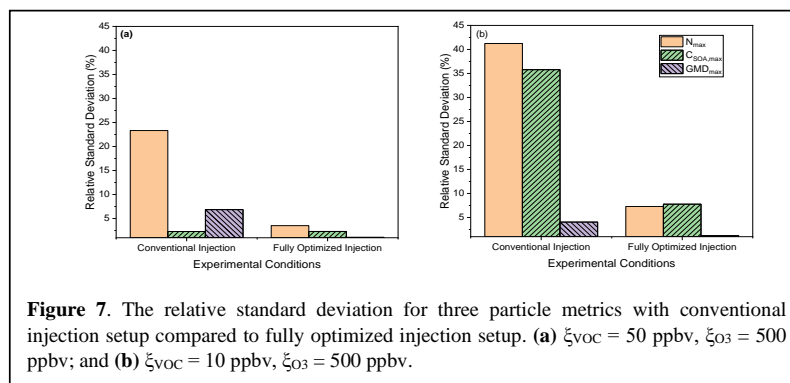 (a)
45
40
35
30
25
20
15
10
5
Relative Standard Deviation (%)
Conventional Injection
Fully Optimized Injection
Experimental Conditions
(b)
45
40
35
30
25
20
15
10
5
Relative Standard Deviation (%)
Nmax
CSOA,max
GMDmax
Conventional Injection
Fully Optimized Injection
Experimental Conditions
Figure 7. The relative standard deviation for three particle metrics with conventional
injection setup compared to fully optimized injection setup. (a) ξVOC = 50 ppbv, ξO3 = 500
ppbv; and (b) ξVOC = 10 ppbv, ξO3 = 500 ppbv.